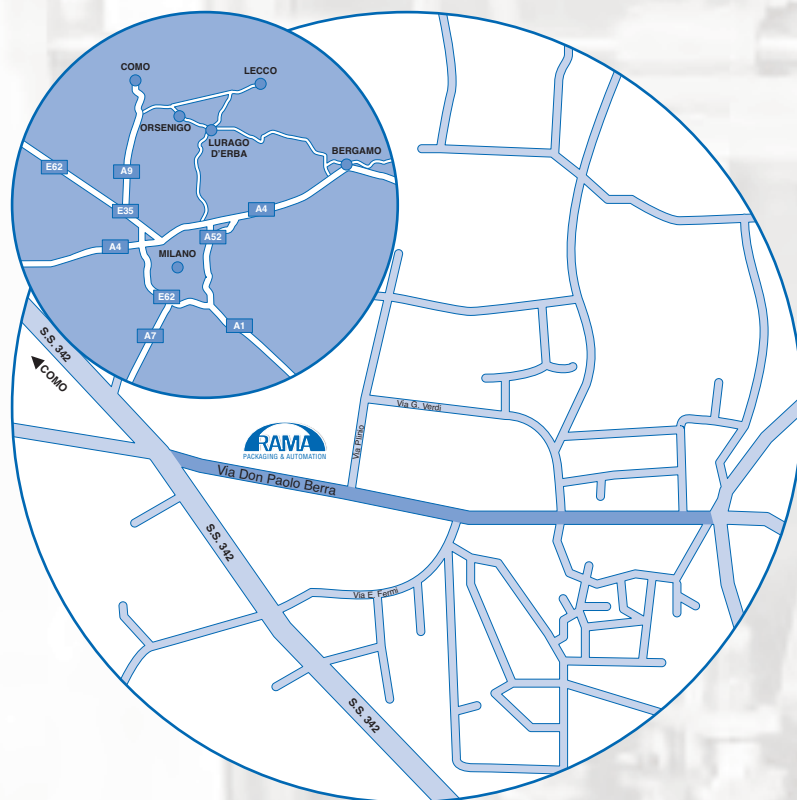 COMO
LECCO
ORSENIGO
LURAGO
D'ERBA
BERGAMO
E62
A9
E35
A4
A4
A52
MILANO
E62
A7
A1
S.S. 342
COMO
Via G. Verdi
Via Plinio
RAMA
PACKAGING & AUTOMATION
Via Don Paolo Berra
S.S. 342
Via E. Fermi
S.S. 342